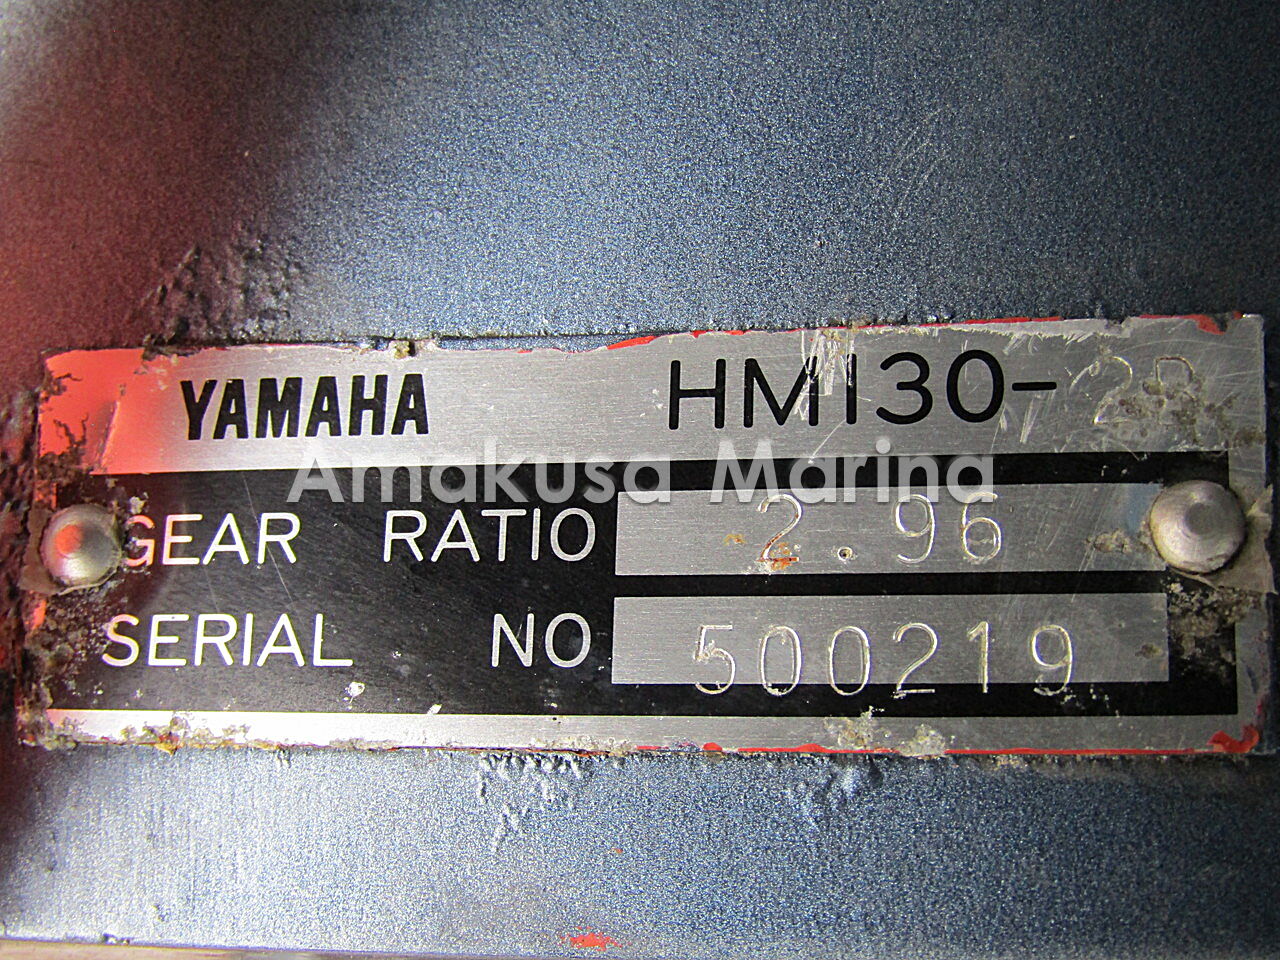 YAMAHA HM130-
Amakusa Marina
GEAR RATIO 2.96
SERIAL NO 500219